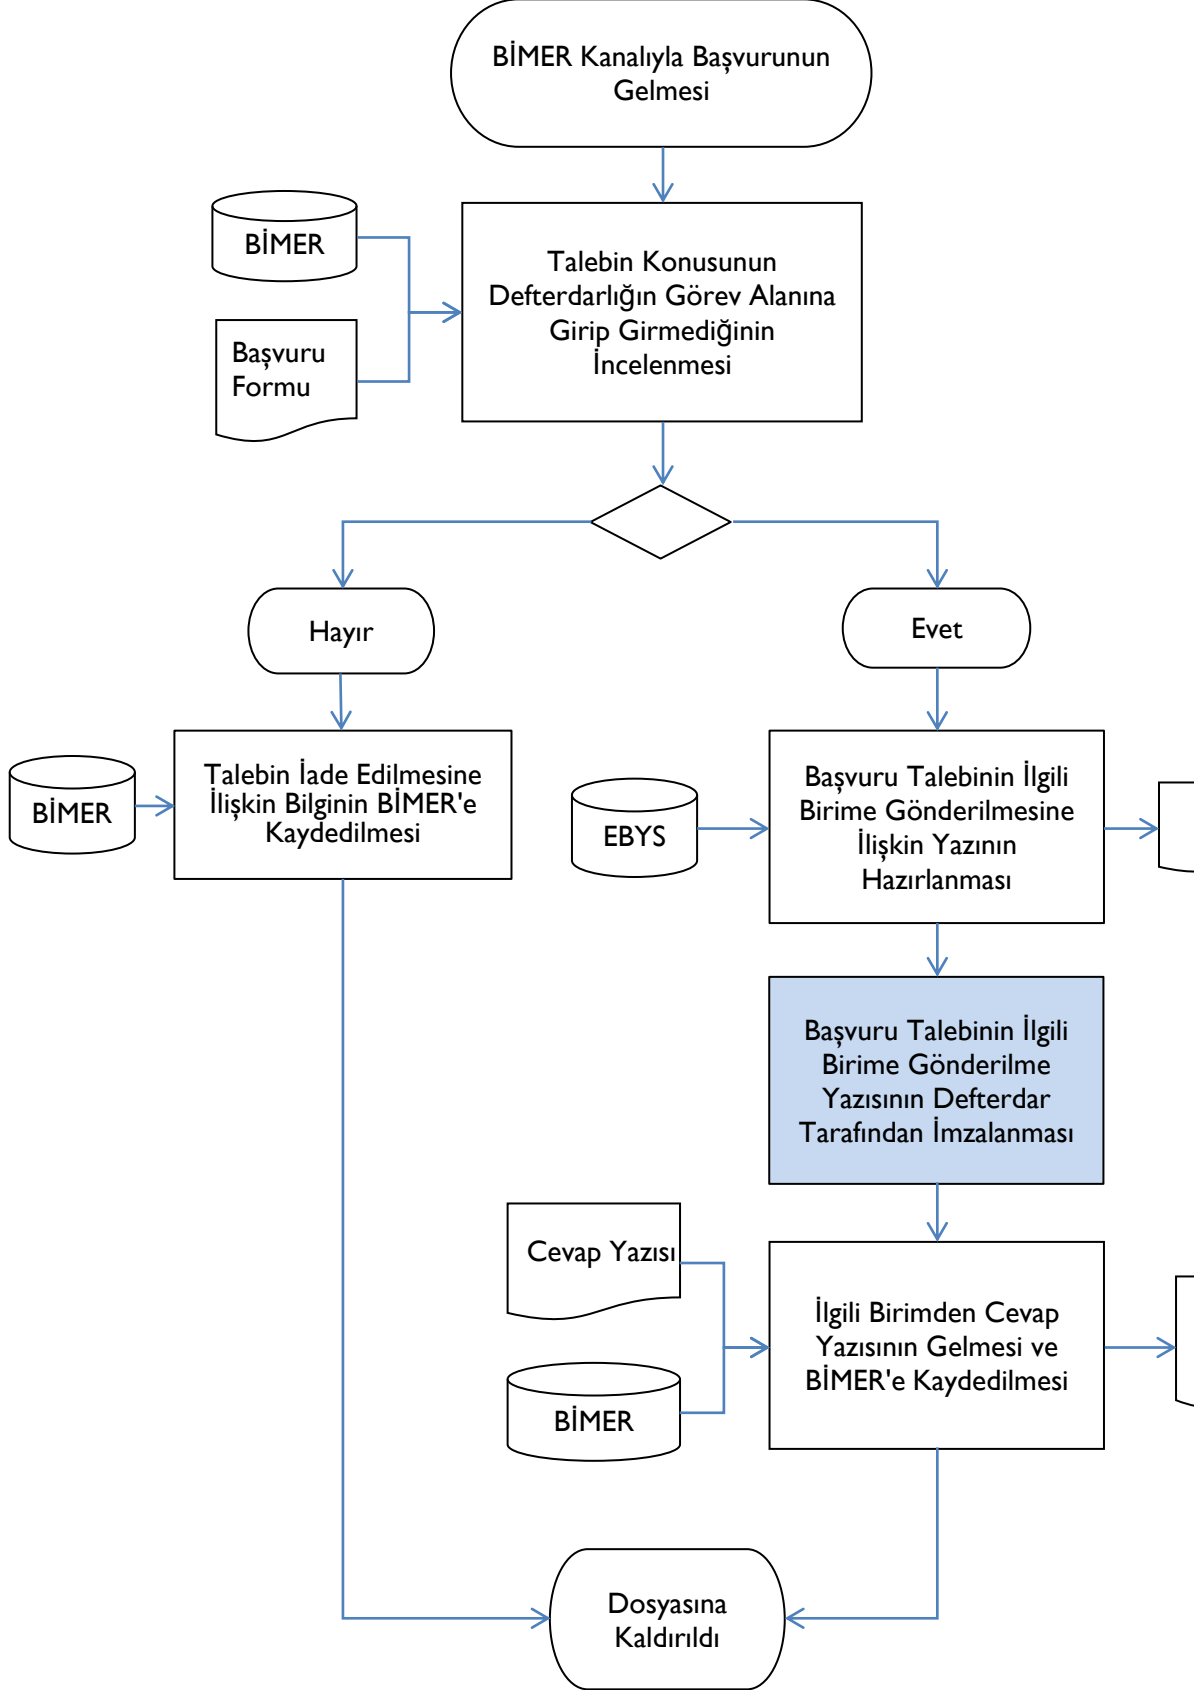 BİMER Kanalıyla Başvurunun
Gelmesi
BİMER
Başvuru
Formu
Talebin Konusunun
Defterdarlığın Görev Alanına
Girip Girmediğinin
İncelenmesi
Hayır
Evet
BİMER
Talebin İade Edilmesine
İlişkin Bilginin BİMER'e
Kaydedilmesi
EBYS
Başvuru Talebinin İlgili
Birime Gönderilmesine
İlişkin Yazının
Hazırlanması
Başvuru Talebinin İlgili
Birime Gönderilme
Yazısının Defterdar
Tarafından İmzalanması
Cevap Yazısı
BİMER
İlgili Birimden Cevap
Yazısının Gelmesi ve
BİMER'e Kaydedilmesi
Dosyasına
Kaldırıldı